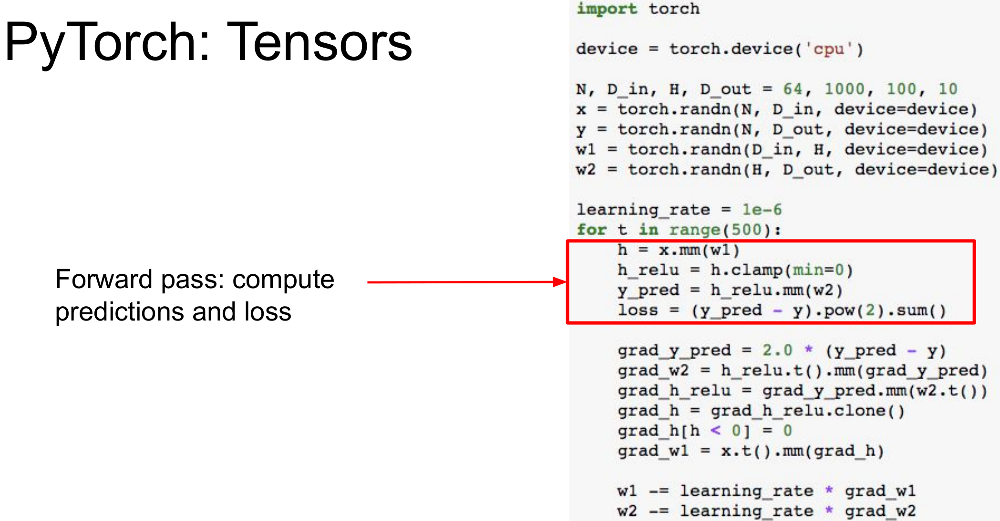 PyTorch: Tensors
Forward pass: compute
predictions and loss
import torch
device = torch.device('cpu')
N, D_in, H, D_out = 64, 1000, 100, 10
x = torch.randn(N, D_in, device=device)
y = torch.randn(N, D_out, device=device)
w1 = torch.randn(D_in, H, device=device)
w2 = torch.randn(H, D_out, device=device)
learning_rate = 1e-6
for t in range(500):
    h = x.mm(w1)
    h_relu = h.clamp(min=0)
    y_pred = h_relu.mm(w2)
    loss = (y_pred - y).pow(2).sum()
    grad_y_pred = 2.0 * (y_pred - y)
    grad_w2 = h_relu.t().mm(grad_y_pred)
    grad_h_relu = grad_y_pred.mm(w2.t())
    grad_h = grad_h_relu.clone()
    grad_h[h < 0] = 0
    grad_w1 = x.t().mm(grad_h)
    w1 -= learning_rate * grad_w1
    w2 -= learning_rate * grad_w2